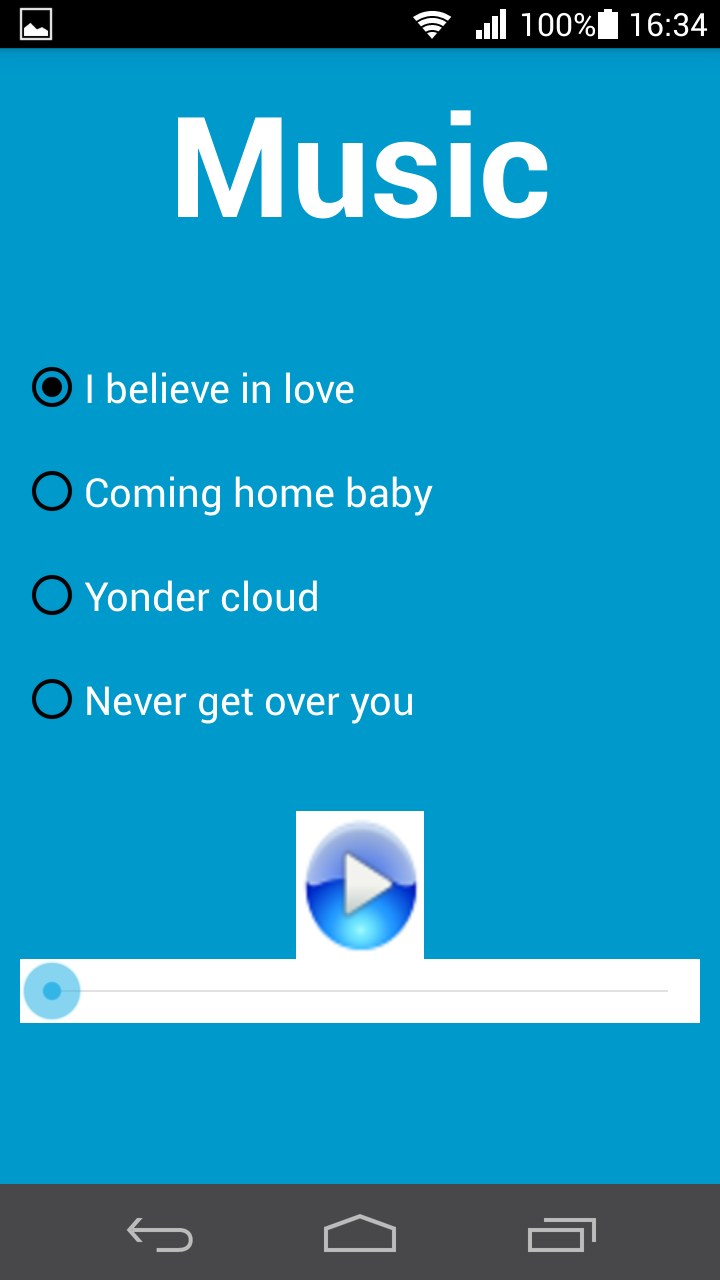 100% 16:34
Music
I believe in love
Coming home baby
Yonder cloud
Never get over you